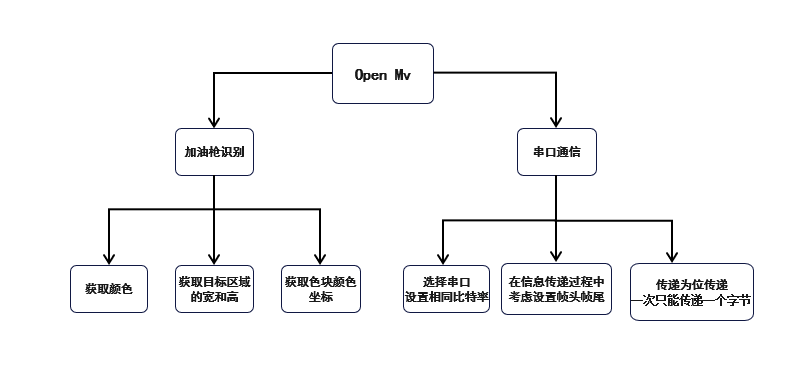 Open Mv
加油枪识别
串口通信
获取颜色
获取目标区域
的宽和高
获取色块颜色
坐标
选择串口
设置相同比特率
在信息传递过程中
考虑设置帧头帧尾
传递为位传递
一次只能传递一个字节